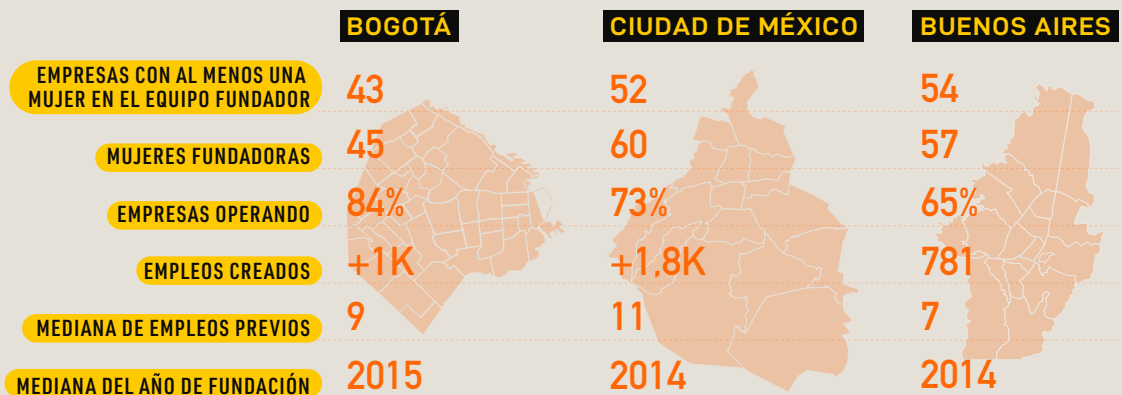 BOGOTÁ CIUDAD DE MÉXICO BUENOS AIRES
EMPRESAS CON AL MENOS UNA
MUJER EN EL EQUIPO FUNDADOR 43 52 54
MUJERES FUNDADORAS 45 60 57
EMPRESAS OPERANDO 84% 73% 65%
EMPLEOS CREADOS +1K +1,8K 781
MEDIANA DE EMPLEOS PREVIOS 9 11 7
MEDIANA DEL AÑO DE FUNDACIÓN 2015 2014 2014